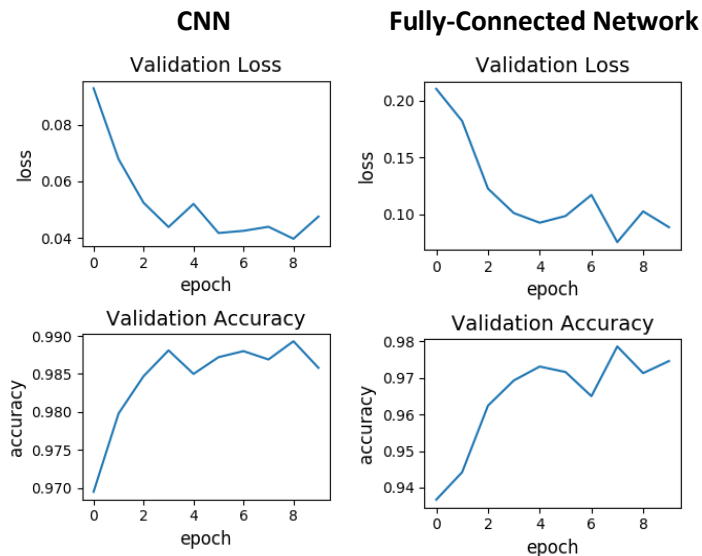 CNN
Fully-Connected Network
Validation Loss
0.08
0.06
0.04
loss
0 2 4 6 8
epoch
Validation Loss
0.20
0.15
0.10
loss
0 2 4 6 8
epoch
Validation Accuracy
0.990
0.985
0.980
0.975
0.970
accuracy
0 2 4 6 8
epoch
Validation Accuracy
0.98
0.97
0.96
0.95
0.94
accuracy
0 2 4 6 8
epoch